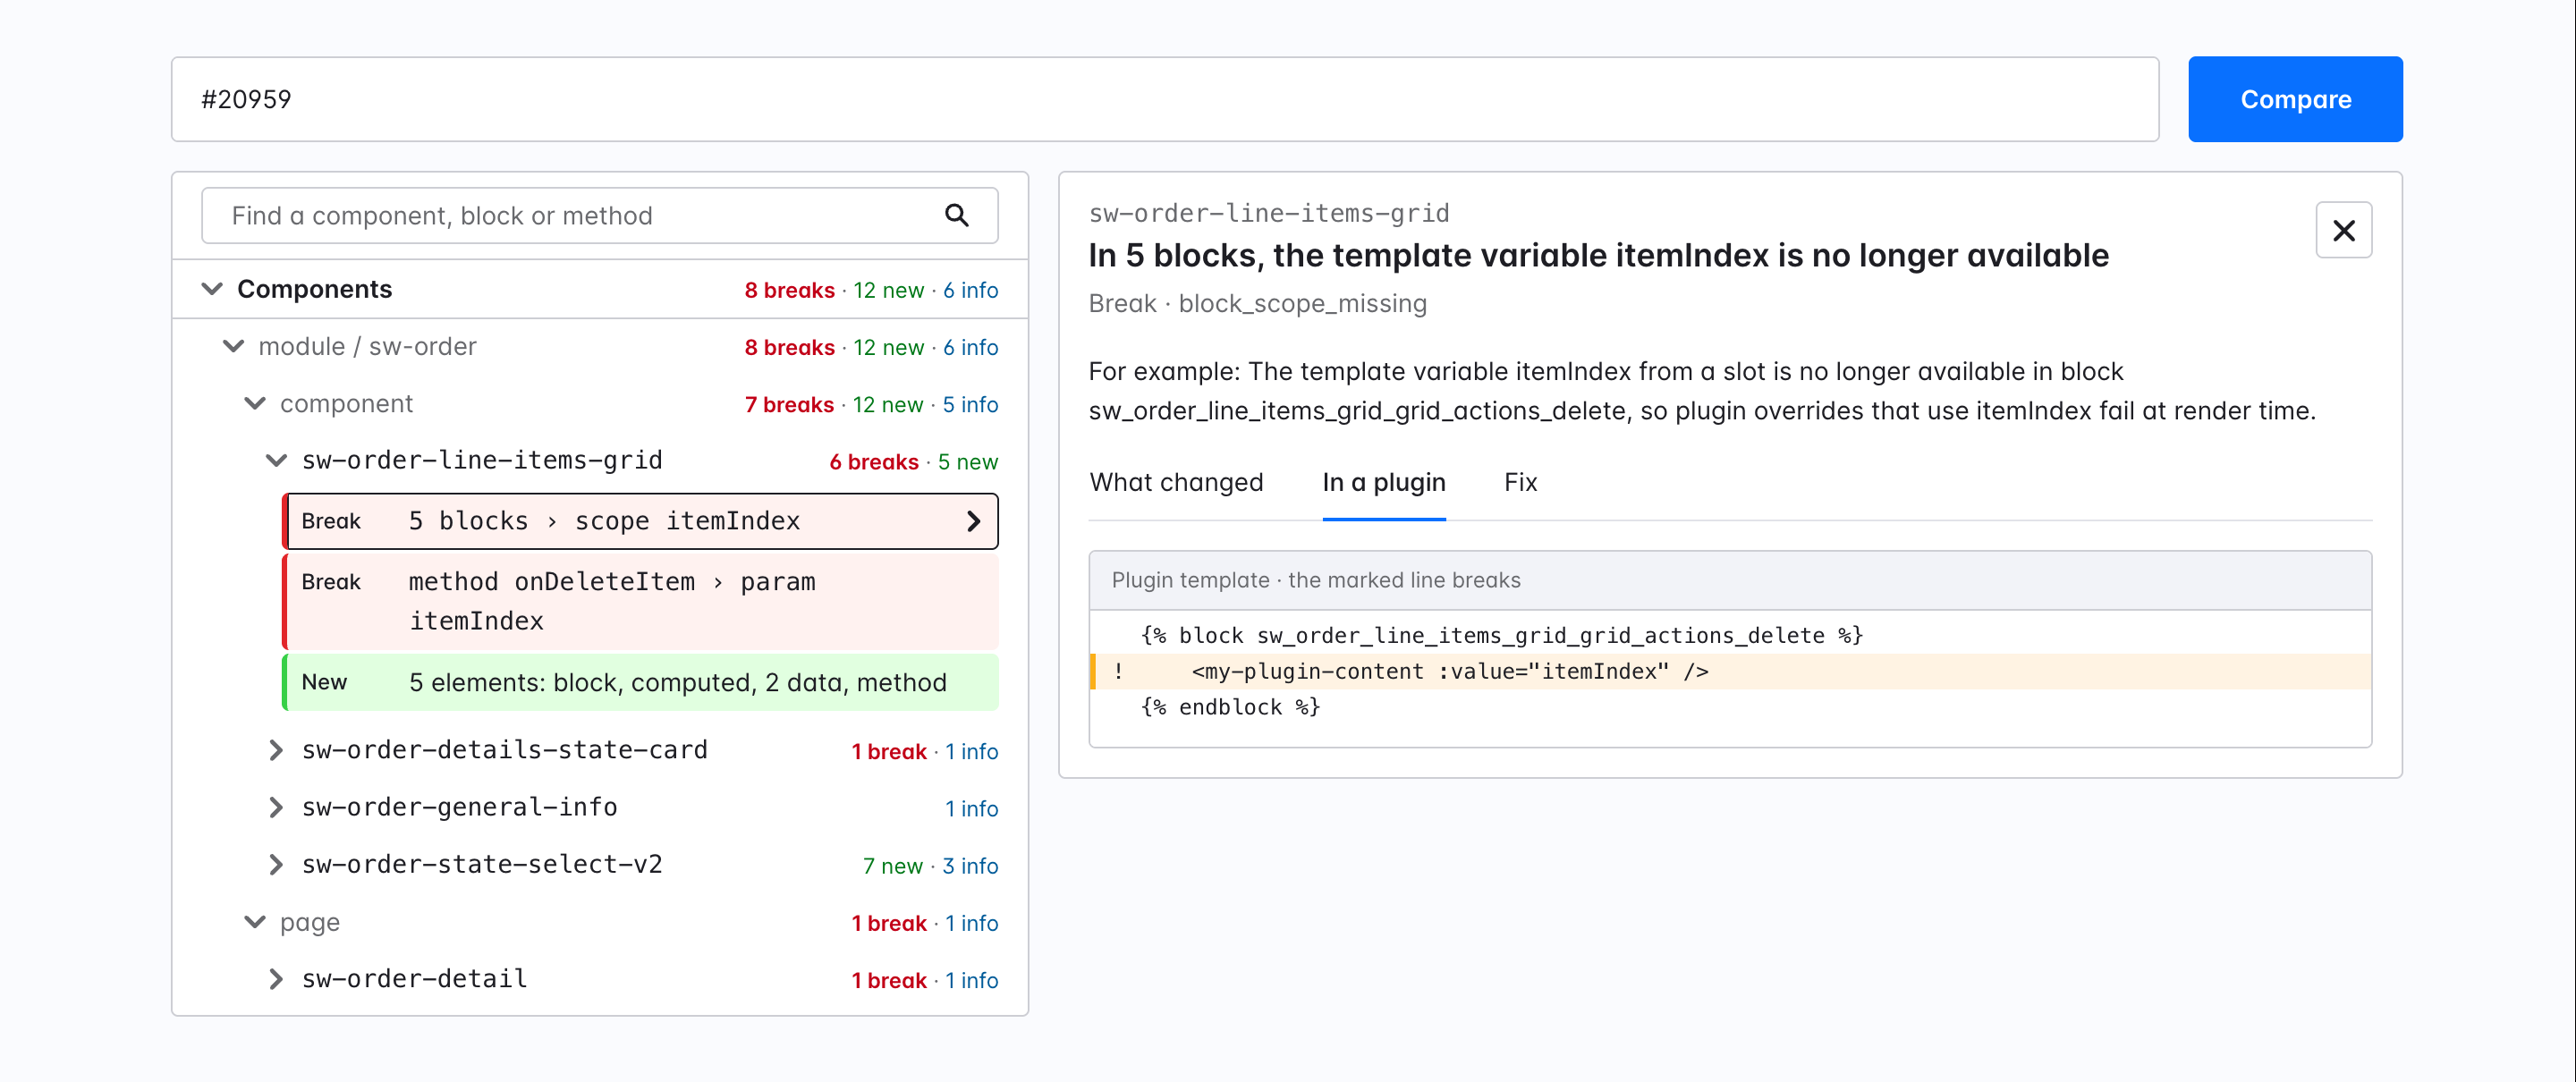 #20959
Compare
Find a component, block or method
Components 8 breaks · 12 new · 6 info
module / sw-order 8 breaks · 12 new · 6 info
component 7 breaks · 12 new · 5 info
sw-order-line-items-grid 6 breaks · 5 new
Break 5 blocks › scope itemIndex
Break method onDeleteItem › param
itemIndex
New 5 elements: block, computed, 2 data, method
sw-order-details-state-card 1 break · 1 info
sw-order-general-info 1 info
sw-order-state-select-v2 7 new · 3 info
page 1 break · 1 info
sw-order-detail 1 break · 1 info
sw-order-line-items-grid
In 5 blocks, the template variable itemIndex is no longer available
Break · block_scope_missing
For example: The template variable itemIndex from a slot is no longer available in block
sw_order_line_items_grid_grid_actions_delete, so plugin overrides that use itemIndex fail at render time.
What changed In a plugin Fix
Plugin template · the marked line breaks
{% block sw_order_line_items_grid_grid_actions_delete %}
! <my-plugin-content :value="itemIndex" />
{% endblock %}